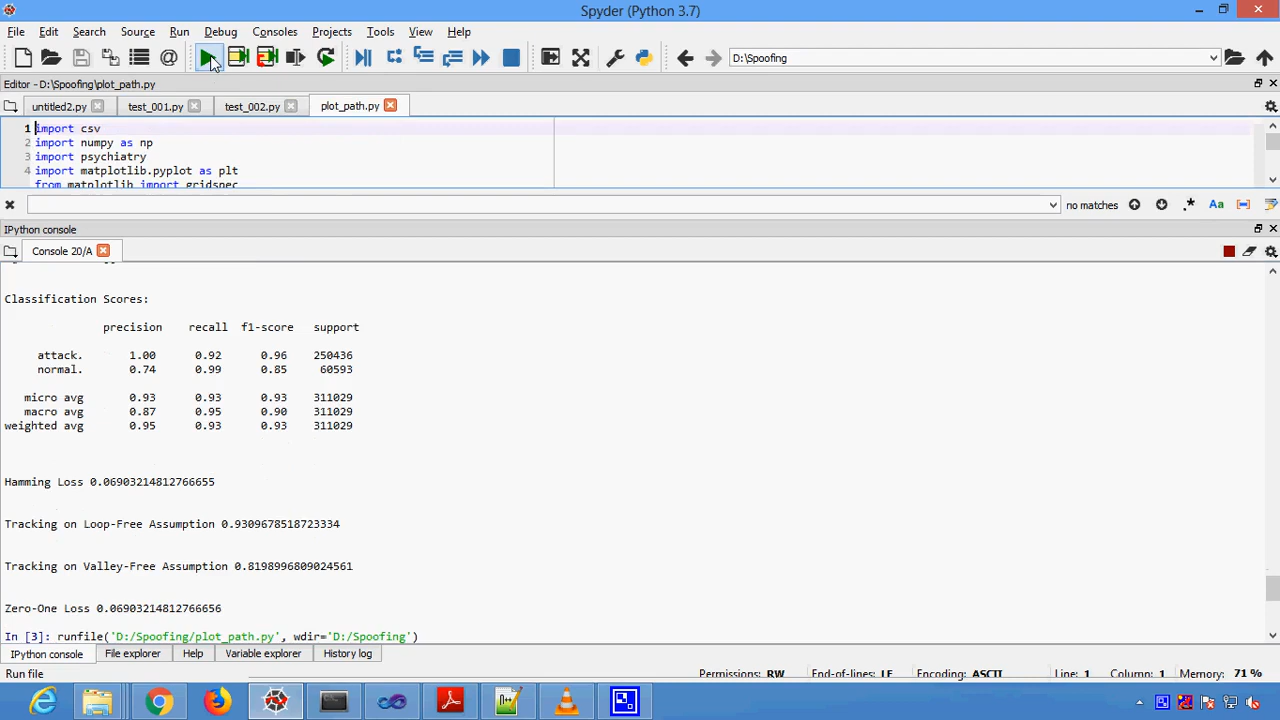 Spyder (Python 3.7)
File Edit Search Source Run Debug Consoles Projects Tools View Help
D:\Spoofing
Editor - D:\Spoofing\plot_path.py
untitled2.py test_001.py test_002.py plot_path.py
1 import csv
2 import numpy as np
3 import psychiatry
4 import matplotlib.pyplot as plt
from matplotlib import gridspec
no matches
IPython console
Console 20/A
Classification Scores:
precision recall f1-score support
attack. 1.00 0.92 0.96 250436
normal. 0.74 0.99 0.85 60593
micro avg 0.93 0.93 0.93 311029
macro avg 0.87 0.95 0.90 311029
weighted avg 0.95 0.93 0.93 311029
Hamming Loss 0.06903214812766655
Tracking on Loop-Free Assumption 0.9309678518723334
Tracking on Valley-Free Assumption 0.8198996809024561
Zero-One Loss 0.06903214812766656
In [3]: runfile('D:/Spoofing/plot_path.py', wdir='D:/Spoofing')
IPython console File explorer Help Variable explorer History log
Run file Permissions: RW End-of-lines: LF Encoding: ASCII Line: 1 Column: 1 Memory: 71 %